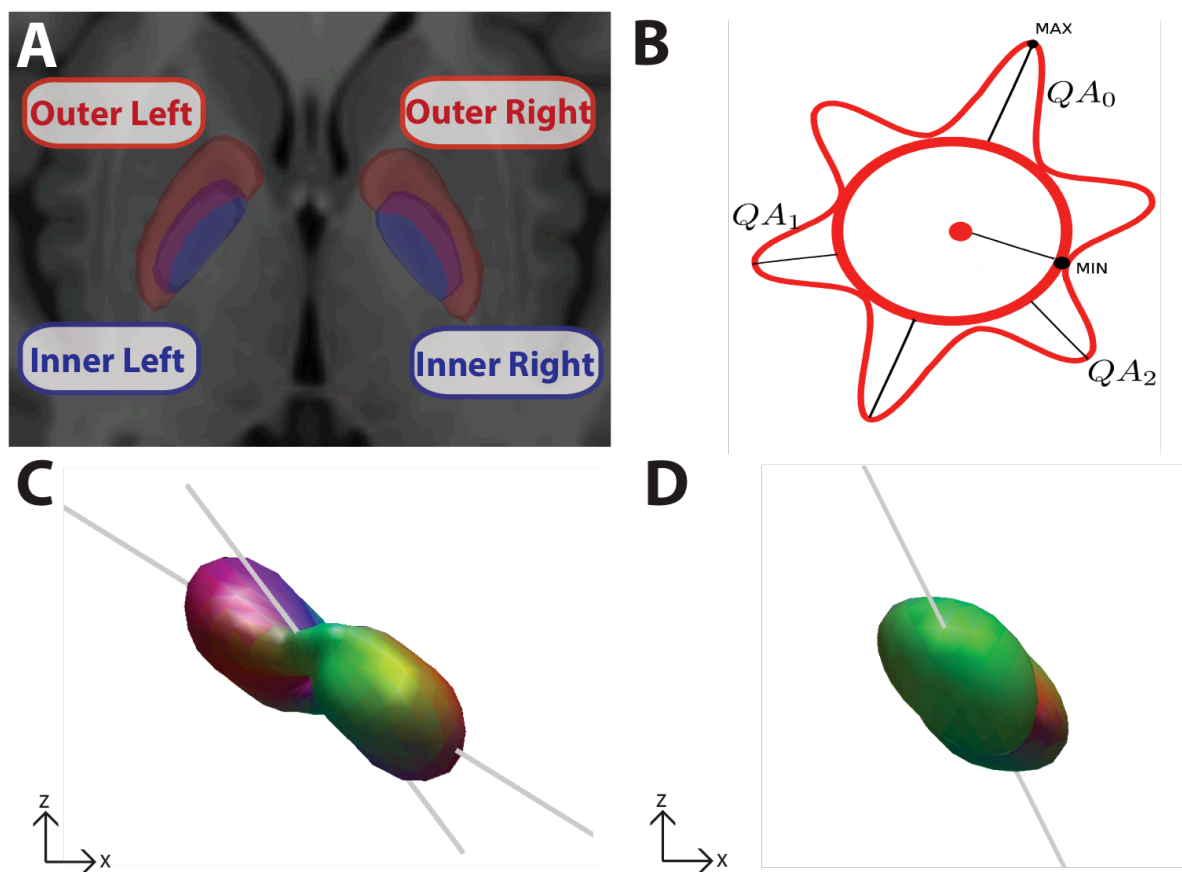 A
Outer Left
Outer Right
Inner Left
Inner Right
B
MAX
QA₀
QA₁
MIN
QA₂
C
z
x
D
z
x